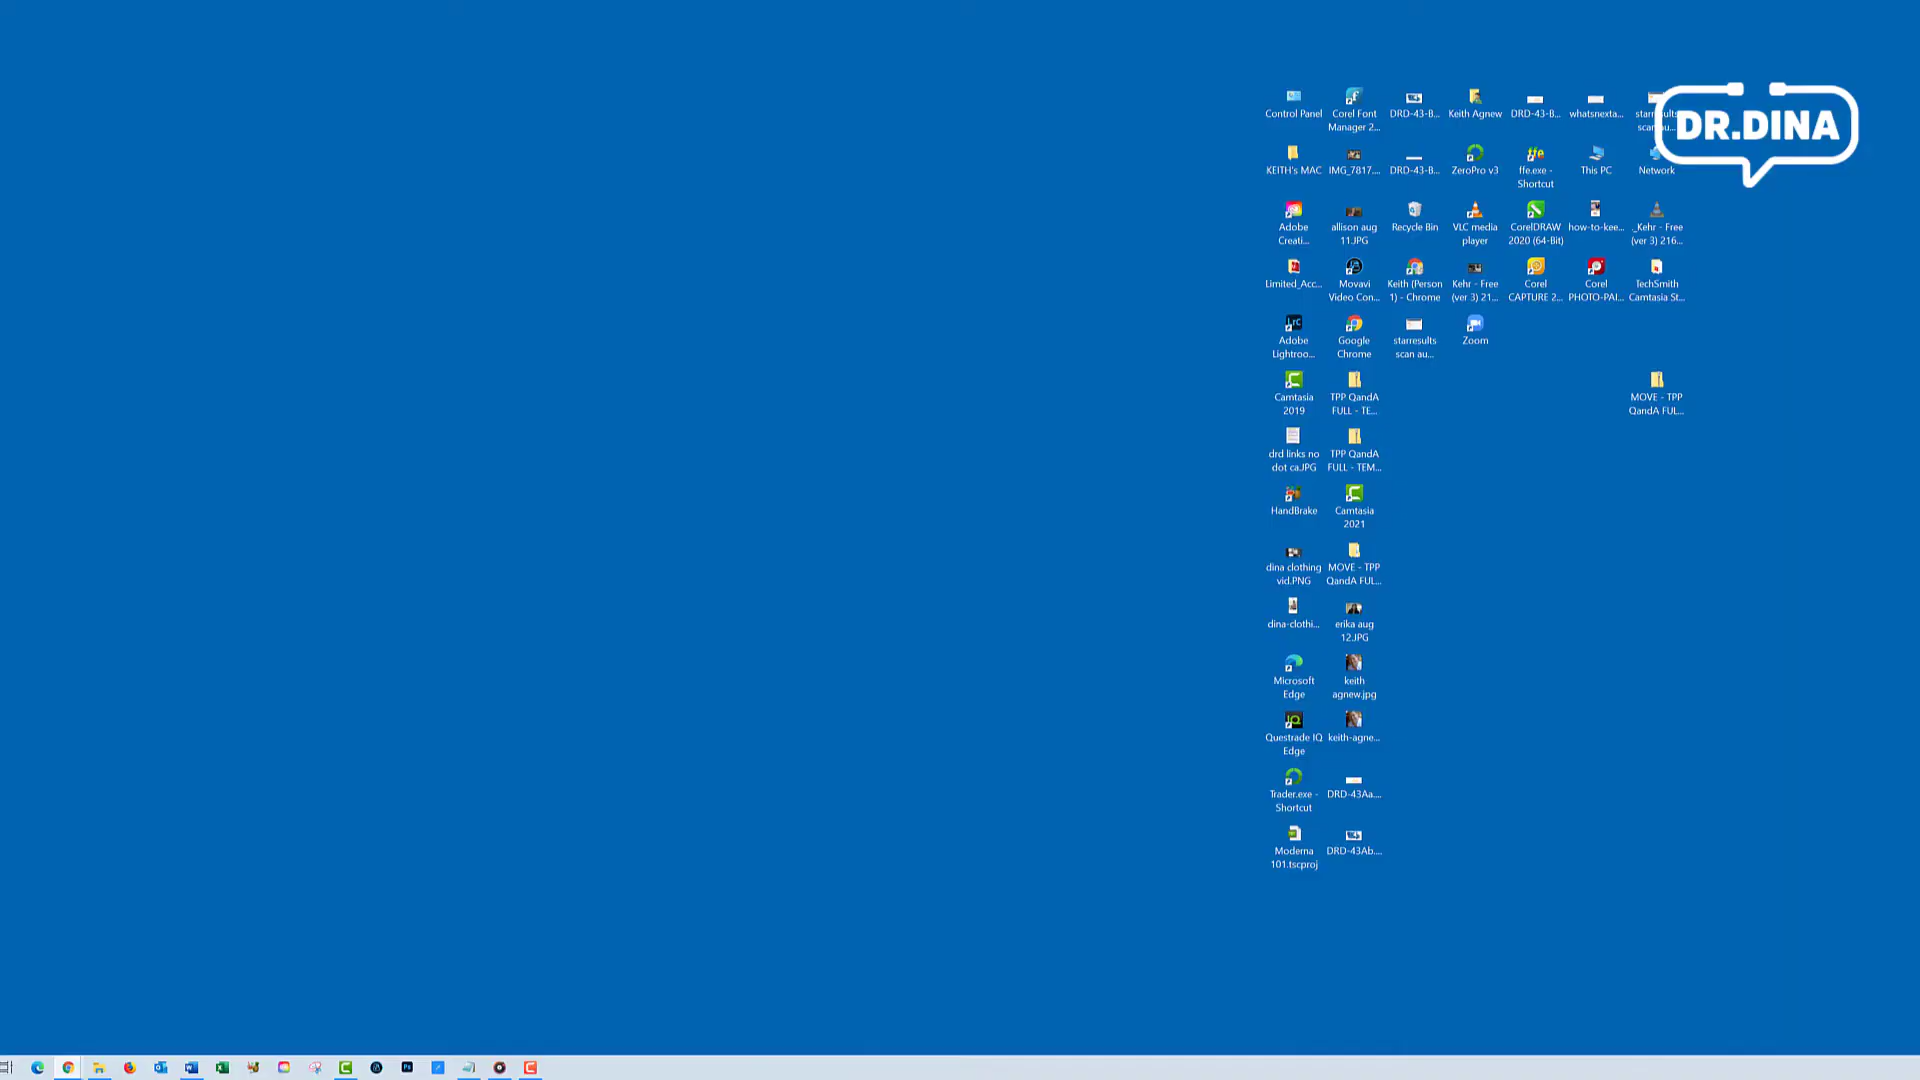 DR.DINA
Control Panel
Corel Font
Manager 2...
DRD-43-B...
Keith Agnew
DRD-43-B...
whatsnexta...
KEITH's MAC
IMG_7817....
DRD-43-B...
ZeroPro v3
ffe.exe -
Shortcut
This PC
Network
Adobe
Creati...
allison aug
11.JPG
Recycle Bin
VLC media
player
CorelDRAW
2020 (64-Bit)
how-to-kee...
._Kehr - Free
(ver 3) 216...
Limited_Acc...
Movavi
Video Con...
Keith (Person
1) - Chrome
Kehr - Free
(ver 3) 21...
Corel
CAPTURE 2...
Corel
PHOTO-PAI...
TechSmith
Camtasia St...
Adobe
Lightroo...
Google
Chrome
starresults
scan au...
Zoom
Camtasia
2019
TPP QandA
FULL - TE...
MOVE - TPP
QandA FUL...
drd links no
dot ca.JPG
TPP QandA
FULL - TEM...
HandBrake
Camtasia
2021
dina clothing
vid.PNG
MOVE - TPP
QandA FUL...
dina-clothi...
erika aug
12.JPG
Microsoft
Edge
keith
agnew.jpg
Questrade IQ
Edge
keith-agne...
Trader.exe -
Shortcut
DRD-43Aa....
Moderna
101.tscproj
DRD-43Ab....